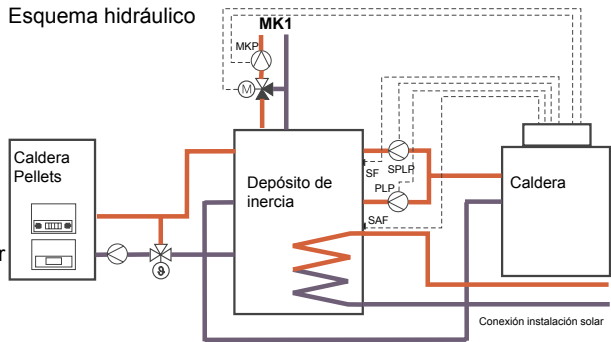 Esquema hidráulico
MK1
MKP
M
Caldera
Pellets
Depósito de
inercia
SF
SPLP
PLP
SAF
Caldera
r
ϑ
Conexión instalación solar